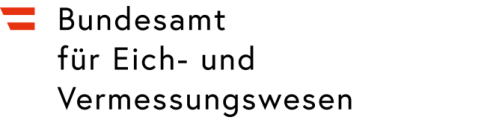 Bundesamt
für Eich- und
Vermessungswesen